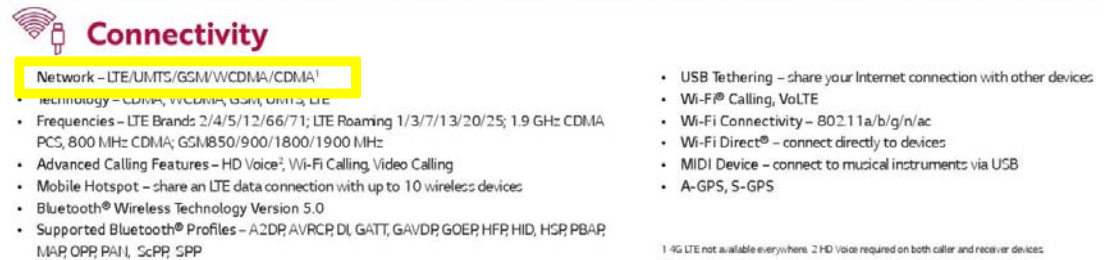 Connectivity
Network – LTE/UMTS/GSM/WCDMA/CDMA¹
• Technology – CDMA, WCDMA, GSM, UMTS, LTE
• Frequencies – LTE Brands 2/4/5/12/66/71; LTE Roaming 1/3/7/13/20/25; 1.9 GHz CDMA
PCS, 800 MHz CDMA; GSM850/900/1800/1900 MHz
• Advanced Calling Features – HD Voice², Wi-Fi Calling, Video Calling
• Mobile Hotspot – share an LTE data connection with up to 10 wireless devices
• Bluetooth® Wireless Technology Version 5.0
• Supported Bluetooth® Profiles – A2DP, AVRCP, DI, GATT, GAVDP, GOEP, HFP, HID, HSP, PBAP,
MAP, OPP, PAN, ScPP, SPP
• USB Tethering – share your Internet connection with other devices
• Wi-Fi® Calling, VoLTE
• Wi-Fi Connectivity – 802.11a/b/g/n/ac
• Wi-Fi Direct® – connect directly to devices
• MIDI Device – connect to musical instruments via USB
• A-GPS, S-GPS
1 4G LTE not available everywhere. 2 HD Voice required on both caller and receiver devices.